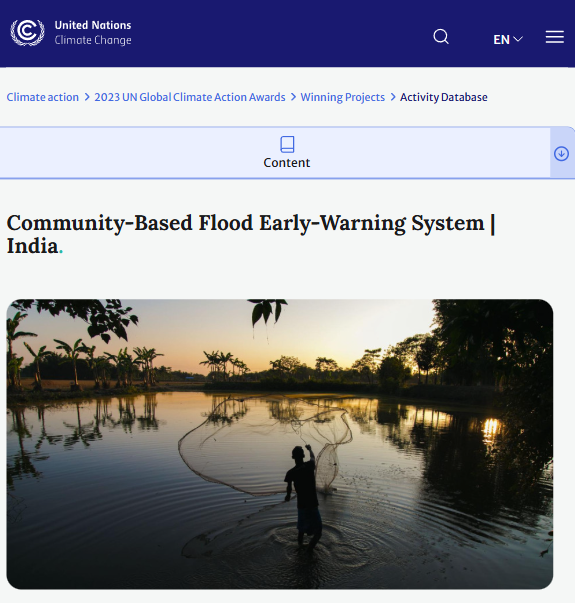 United Nations
Climate Change
EN
Climate action > 2023 UN Global Climate Action Awards > Winning Projects > Activity Database
Content
Community-Based Flood Early-Warning System |
India.